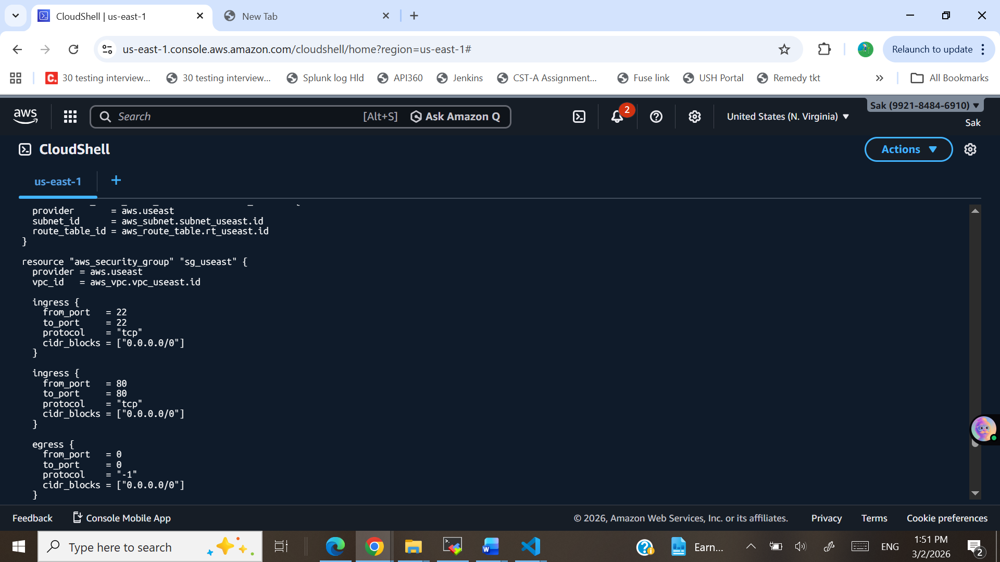 CloudShell | us-east-1
New Tab
us-east-1.console.aws.amazon.com/cloudshell/home?region=us-east-1#
Relaunch to update
C. 30 testing interview...
30 testing interview...
Splunk log Hld
API360
Jenkins
CST-A Assignment...
Fuse link
USH Portal
Remedy tkt
All Bookmarks
aws
Search
[Alt+S]
Ask Amazon Q
2
United States (N. Virginia)
Sak (9921-8484-6910)
Sak
CloudShell
Actions
us-east-1
provider       = aws.useast
subnet_id      = aws_subnet.subnet_useast.id
route_table_id = aws_route_table.rt_useast.id
}
resource "aws_security_group" "sg_useast" {
provider = aws.useast
vpc_id   = aws_vpc.vpc_useast.id
ingress {
from_port   = 22
to_port     = 22
protocol    = "tcp"
cidr_blocks = ["0.0.0.0/0"]
}
ingress {
from_port   = 80
to_port     = 80
protocol    = "tcp"
cidr_blocks = ["0.0.0.0/0"]
}
egress {
from_port   = 0
to_port     = 0
protocol    = "-1"
cidr_blocks = ["0.0.0.0/0"]
}
Feedback
Console Mobile App
© 2026, Amazon Web Services, Inc. or its affiliates.
Privacy
Terms
Cookie preferences
Type here to search
Earn...
ENG
1:51 PM
3/2/2026
2